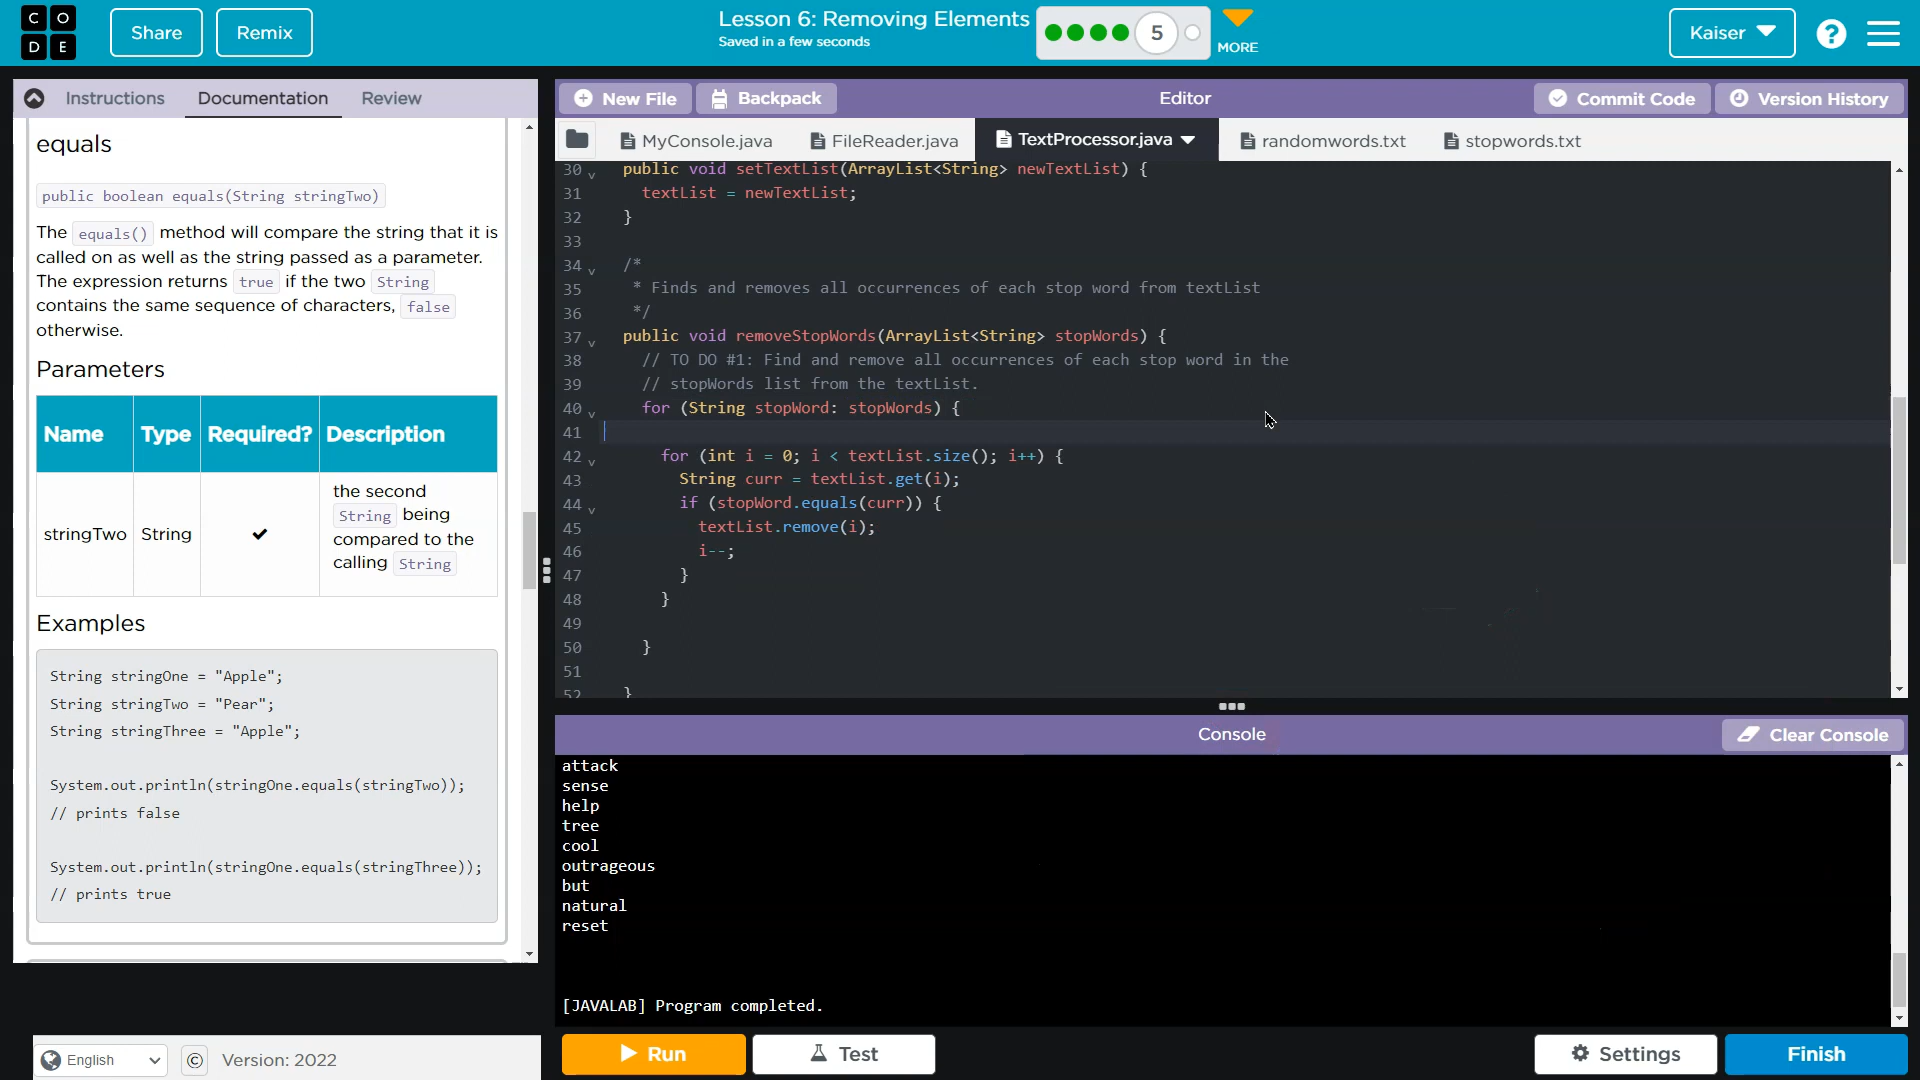 CODE
Share
Remix
Lesson 6: Removing Elements
Saved in a few seconds
5
MORE
Kaiser
?
Instructions
Documentation
Review
equals
public boolean equals(String stringTwo)
The equals() method will compare the string that it is
called on as well as the string passed as a parameter.
The expression returns true if the two String
contains the same sequence of characters, false
otherwise.
Parameters
Name Type Required? Description
stringTwo String ✔ the second
String being
compared to the
calling String
Examples
String stringOne = "Apple";
String stringTwo = "Pear";
String stringThree = "Apple";
System.out.println(stringOne.equals(stringTwo));
// prints false
System.out.println(stringOne.equals(stringThree));
// prints true
English
© Version: 2022
New File
Backpack
Editor
Commit Code
Version History
MyConsole.java
FileReader.java
TextProcessor.java
randomwords.txt
stopwords.txt
30 public void setTextList(ArrayList<String> newTextList) {
31 textList = newTextList;
32 }
33
34 /*
35 * Finds and removes all occurrences of each stop word from textList
36 */
37 public void removeStopWords(ArrayList<String> stopWords) {
38 // TO DO #1: Find and remove all occurrences of each stop word in the
39 // stopWords list from the textList.
40 for (String stopWord: stopWords) {
41
42 for (int i = 0; i < textList.size(); i++) {
43 String curr = textList.get(i);
44 if (stopWord.equals(curr)) {
45 textList.remove(i);
46 i--;
47 }
48 }
49
50 }
51
52 }
Console
Clear Console
attack
sense
help
tree
cool
outrageous
but
natural
reset
[JAVALAB] Program completed.
Run
Test
Settings
Finish